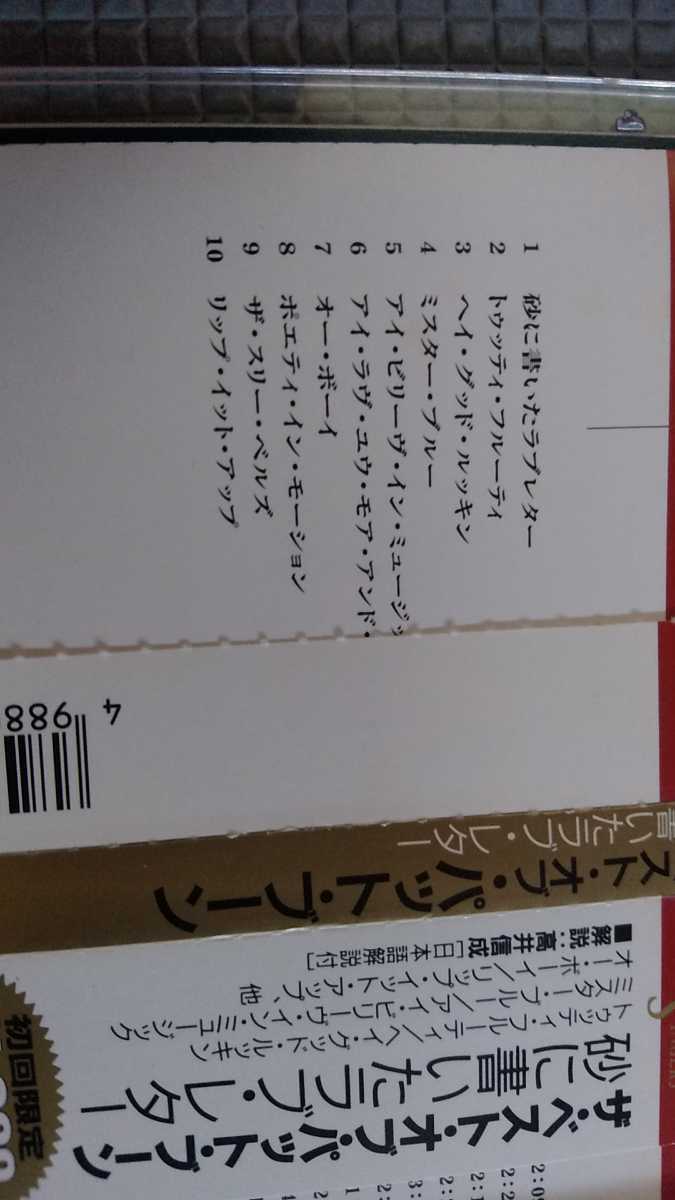 1 砂に書いたラブレター
2 トゥッティ・フルーティ
3 ヘイ・グッド・ルッキン
4 ミスター・ブルー
5 アイ・ビリーヴ・イン・ミュージッ
6 アイ・ラヴ・ユウ・モア・アンド・
7 オー・ボーイ
8 ポエティ・イン・モーション
9 ザ・スリー・ベルズ
10 リップ・イット・アップ
4 988
書いたラブ・レター
スト・オブ・パット・ブーン
ザ・ベスト・オブ・パット・ブーン
砂に書いたラブ・レター
トゥッティ・フルーティ/ヘイ・グッド・ルッキン
ミスター・ブルー/アイ・ビリーヴ・イン・ミュージック
オー・ボーイ/リップ・イット・アップ、他
■解説:高井信成[日本語解説付]
初回限定